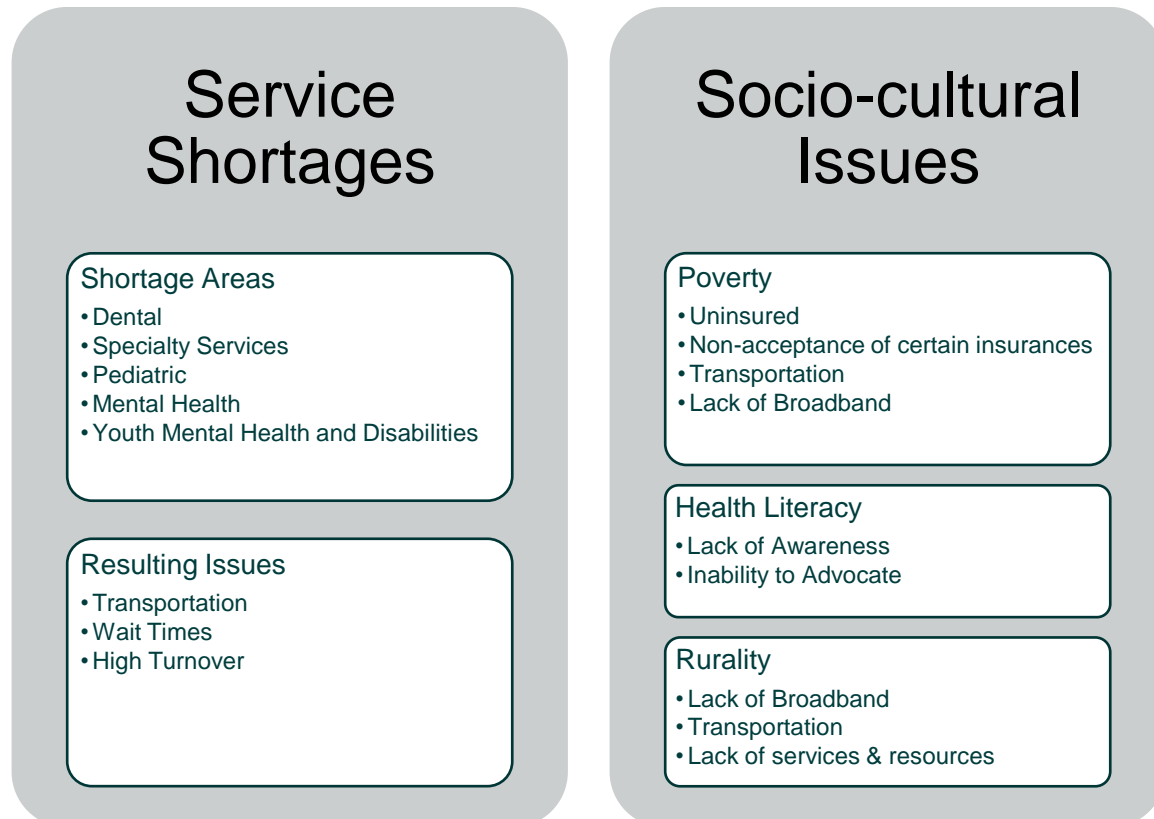 Service
Shortages
Shortage Areas
•Dental
•Specialty Services
•Pediatric
•Mental Health
•Youth Mental Health and Disabilities
Resulting Issues
•Transportation
•Wait Times
•High Turnover
Socio-cultural
Issues
Poverty
•Uninsured
•Non-acceptance of certain insurances
•Transportation
•Lack of Broadband
Health Literacy
•Lack of Awareness
•Inability to Advocate
Rurality
•Lack of Broadband
•Transportation
•Lack of services & resources